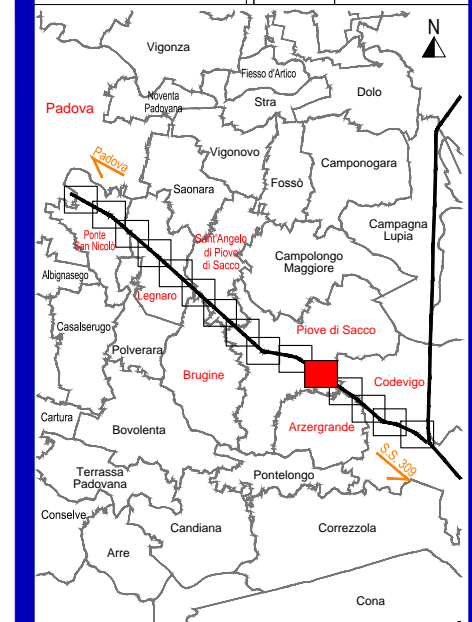 N
Vigonza
Fiesso d'Artico
Dolo
Noventa
Padovana
Stra
Padova
Padova
Vigonovo
Camponogara
Saonara
Fossò
Campagna
Lupia
Ponte
San Nicolò
Sant'Angelo
di Piove
di Sacco
Campolongo
Maggiore
Albignasego
Legnaro
Casalserugo
Piove di Sacco
Polverara
Brugine
Codevigo
Cartura
Bovolenta
Arzergrande
S.S. 309
Terrassa
Padovana
Pontelongo
Conselve
Candiana
Correzzola
Arre
Cona